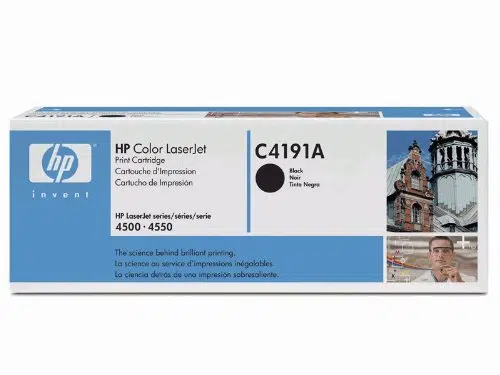 hp
invent
HP Color LaserJet
Print Cartridge
Cartouche d'Impression
Cartucho de Impresión
HP LaserJet series/séries/serie
4500 · 4550
The science behind brilliant printing.
La science au service d'impressions inégalables.
La ciencia detrás de una impresión sobresaliente.
C4191A
Black
Noir
Tinta Negra